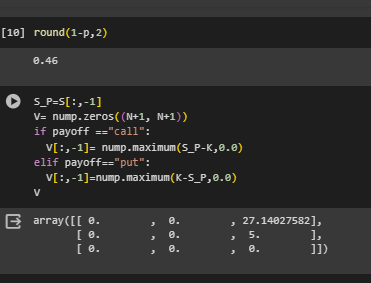 [10] round(1-p,2)
0.46
S_P=S[:,-1]
V= nump.zeros((N+1, N+1))
if payoff =="call":
  V[:,-1]= nump.maximum(S_P-K,0.0)
elif payoff=="put":
  V[:,-1]=nump.maximum(K-S_P,0.0)
V
array([[ 0.        ,  0.        , 27.14027582],
       [ 0.        ,  0.        ,  5.        ],
       [ 0.        ,  0.        ,  0.        ]])